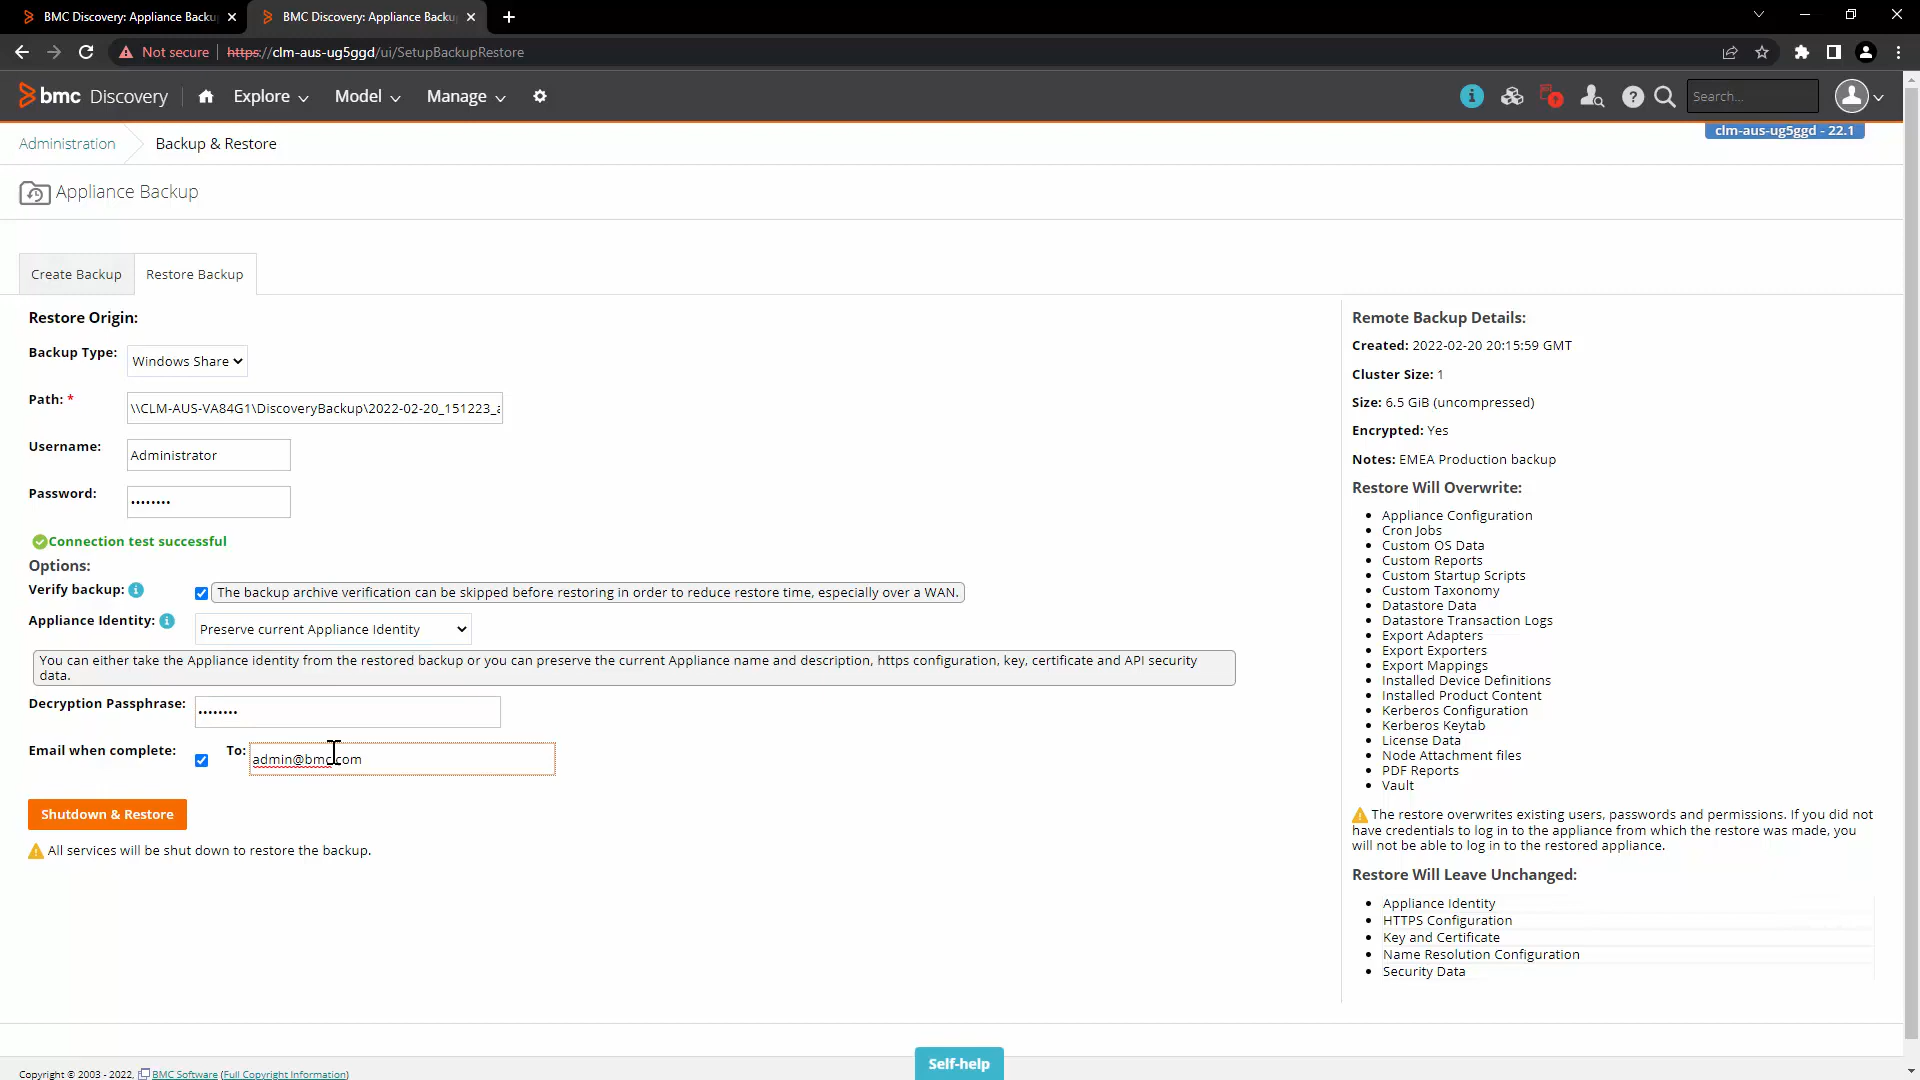 BMC Discovery: Appliance Backu
BMC Discovery: Appliance Backu
Not secure https://clm-aus-ug5ggd/ui/SetupBackupRestore
bmc Discovery Explore Model Manage Search...
Administration Backup & Restore clm-aus-ug5ggd - 22.1
Appliance Backup
Create Backup Restore Backup
Restore Origin:
Backup Type: Windows Share
Path: * \\CLM-AUS-VA84G1\DiscoveryBackup\2022-02-20_151223_a
Username: Administrator
Password: ••••••••
Connection test successful
Options:
Verify backup: The backup archive verification can be skipped before restoring in order to reduce restore time, especially over a WAN.
Appliance Identity: Preserve current Appliance Identity
You can either take the Appliance identity from the restored backup or you can preserve the current Appliance name and description, https configuration, key, certificate and API security
data.
Decryption Passphrase: ••••••••
Email when complete: To: admin@bmc.com
Shutdown & Restore
All services will be shut down to restore the backup.
Remote Backup Details:
Created: 2022-02-20 20:15:59 GMT
Cluster Size: 1
Size: 6.5 GiB (uncompressed)
Encrypted: Yes
Notes: EMEA Production backup
Restore Will Overwrite:
Appliance Configuration
Cron Jobs
Custom OS Data
Custom Reports
Custom Startup Scripts
Custom Taxonomy
Datastore Data
Datastore Transaction Logs
Export Adapters
Export Exporters
Export Mappings
Installed Device Definitions
Installed Product Content
Kerberos Configuration
Kerberos Keytab
License Data
Node Attachment files
PDF Reports
Vault
The restore overwrites existing users, passwords and permissions. If you did not
have credentials to log in to the appliance from which the restore was made, you
will not be able to log in to the restored appliance.
Restore Will Leave Unchanged:
Appliance Identity
HTTPS Configuration
Key and Certificate
Name Resolution Configuration
Security Data
Self-help
Copyright © 2003 - 2022, BMC Software (Full Copyright Information)